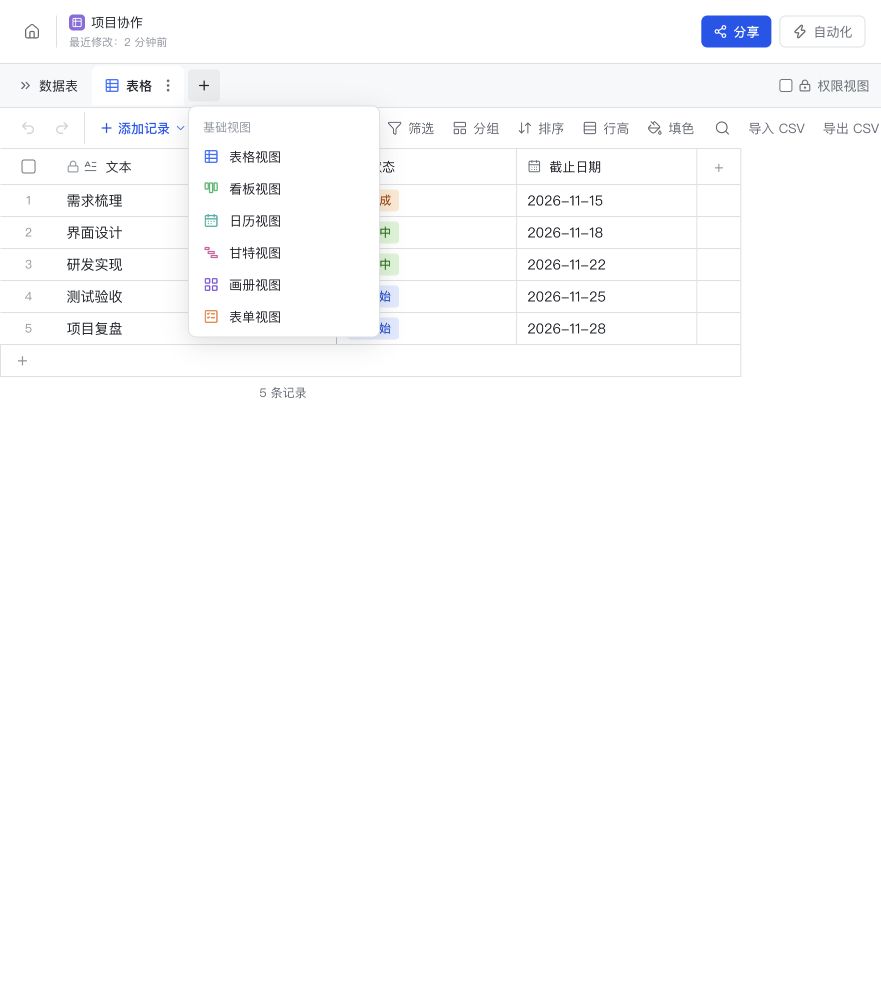 项目协作
最近修改：2 分钟前
分享
自动化
数据表
表格
权限视图
添加记录
筛选
分组
排序
行高
填色
导入 CSV
导出 CSV
基础视图
表格视图
看板视图
日历视图
甘特视图
画册视图
表单视图
文本
态
截止日期
1 需求梳理 成 2026-11-15
2 界面设计 中 2026-11-18
3 研发实现 中 2026-11-22
4 测试验收 始 2026-11-25
5 项目复盘 始 2026-11-28
5 条记录